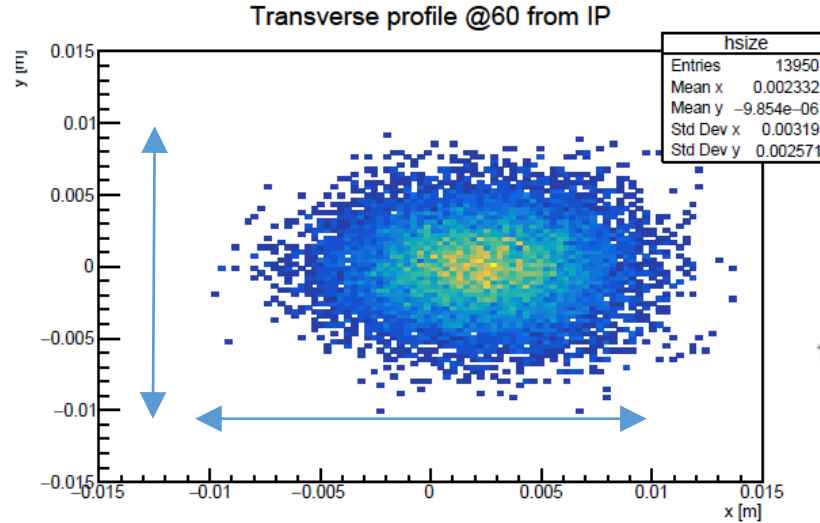 Transverse profile @60 from IP
hsize
Entries 13950
Mean x 0.002332
Mean y −9.854e−06
Std Dev x 0.00319
Std Dev y 0.002571
y [m]
0.015
0.01
0.005
0
−0.005
−0.01
−0.015
−0.015 −0.01 −0.005 0 0.005 0.01 0.015
x [m]